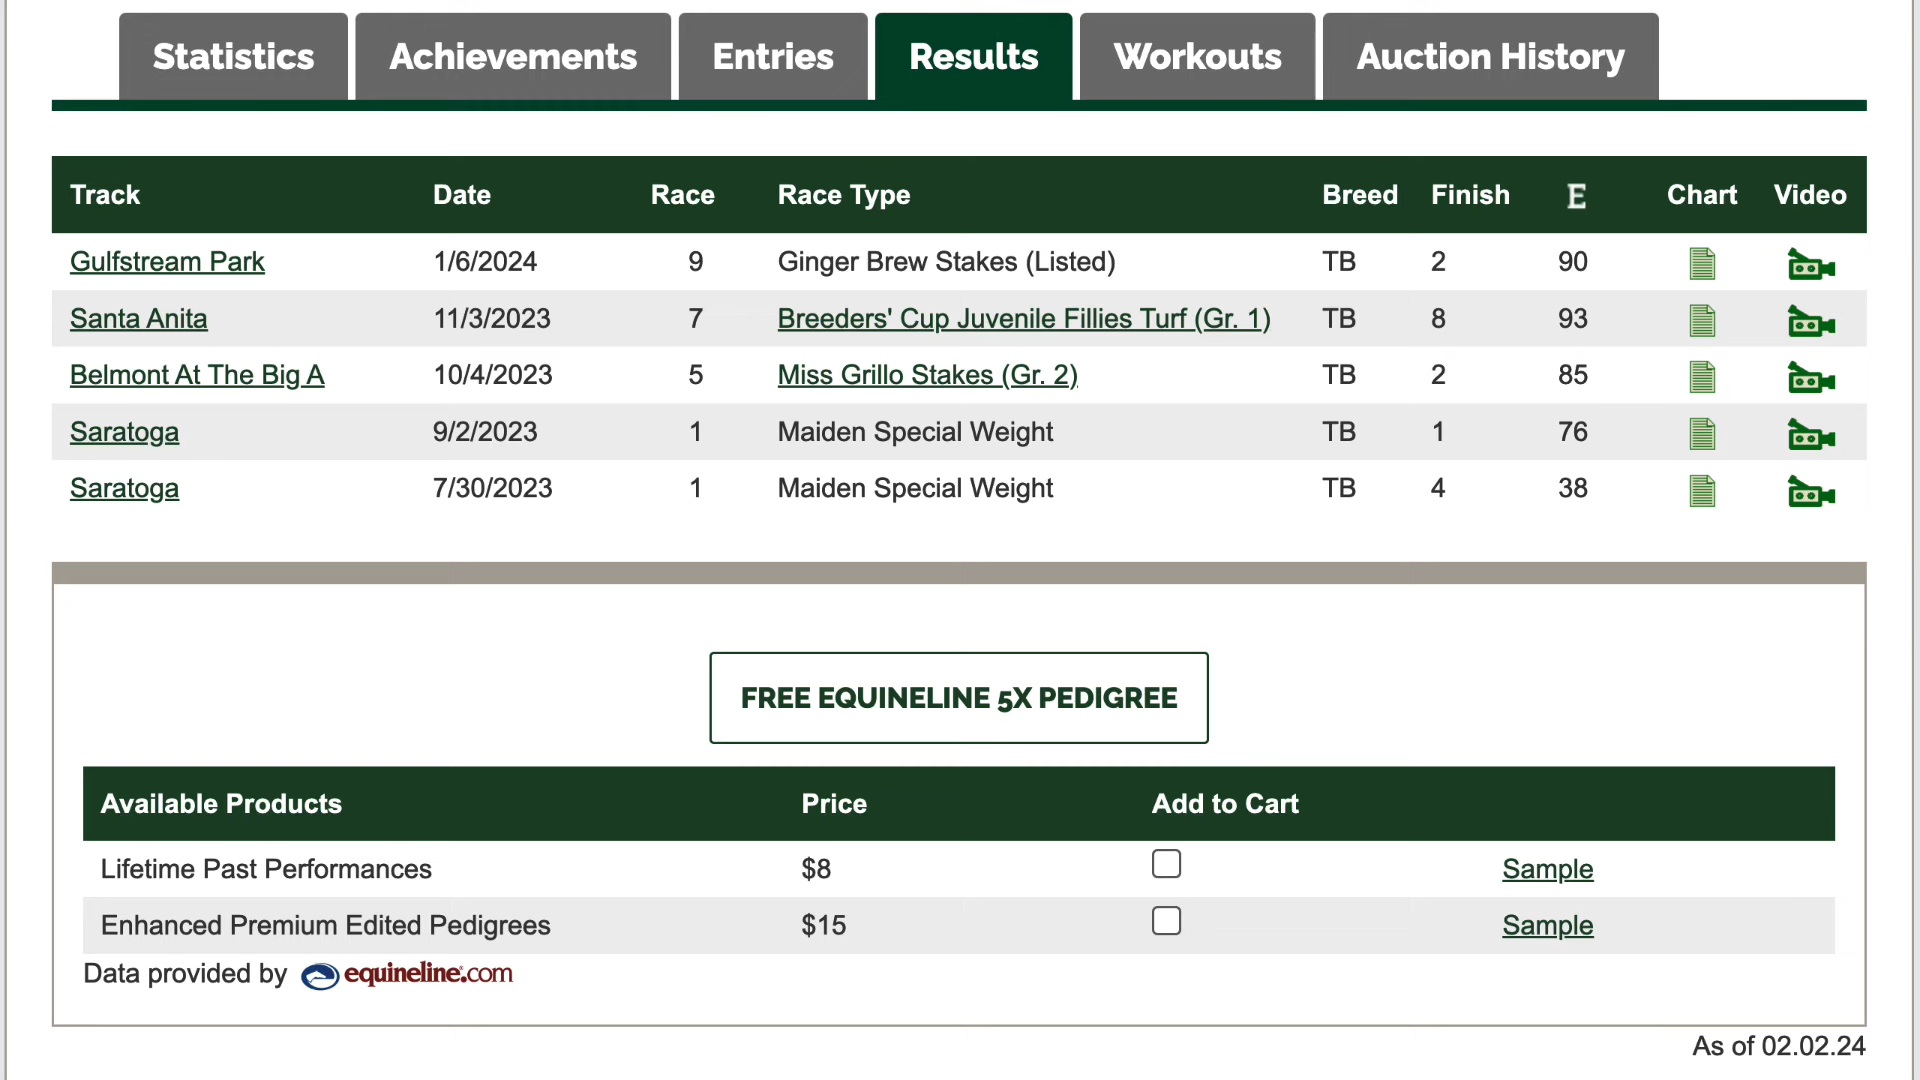 Statistics Achievements Entries Results Workouts Auction History
Track Date Race Race Type Breed Finish E Chart Video
Gulfstream Park 1/6/2024 9 Ginger Brew Stakes (Listed) TB 2 90
Santa Anita 11/3/2023 7 Breeders' Cup Juvenile Fillies Turf (Gr. 1) TB 8 93
Belmont At The Big A 10/4/2023 5 Miss Grillo Stakes (Gr. 2) TB 2 85
Saratoga 9/2/2023 1 Maiden Special Weight TB 1 76
Saratoga 7/30/2023 1 Maiden Special Weight TB 4 38
FREE EQUINELINE 5X PEDIGREE
Available Products Price Add to Cart
Lifetime Past Performances $8 Sample
Enhanced Premium Edited Pedigrees $15 Sample
Data provided by equineline.com
As of 02.02.24